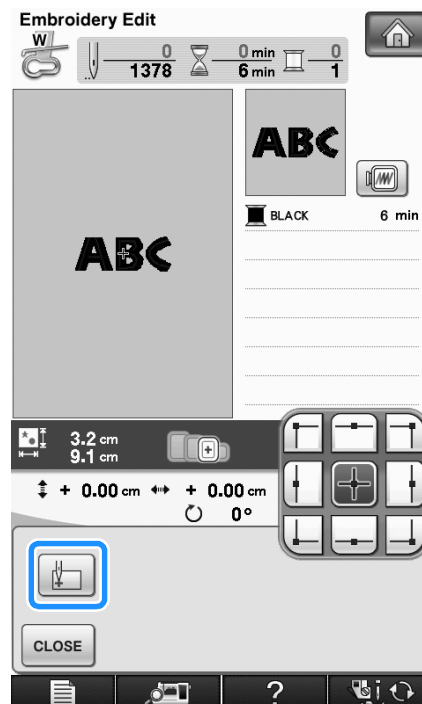 Embroidery Edit
W
0 0 min 0
1378 6 min 1
ABC
ABC
BLACK 6 min
3.2 cm
9.1 cm
+ 0.00 cm + 0.00 cm
0°
CLOSE
?